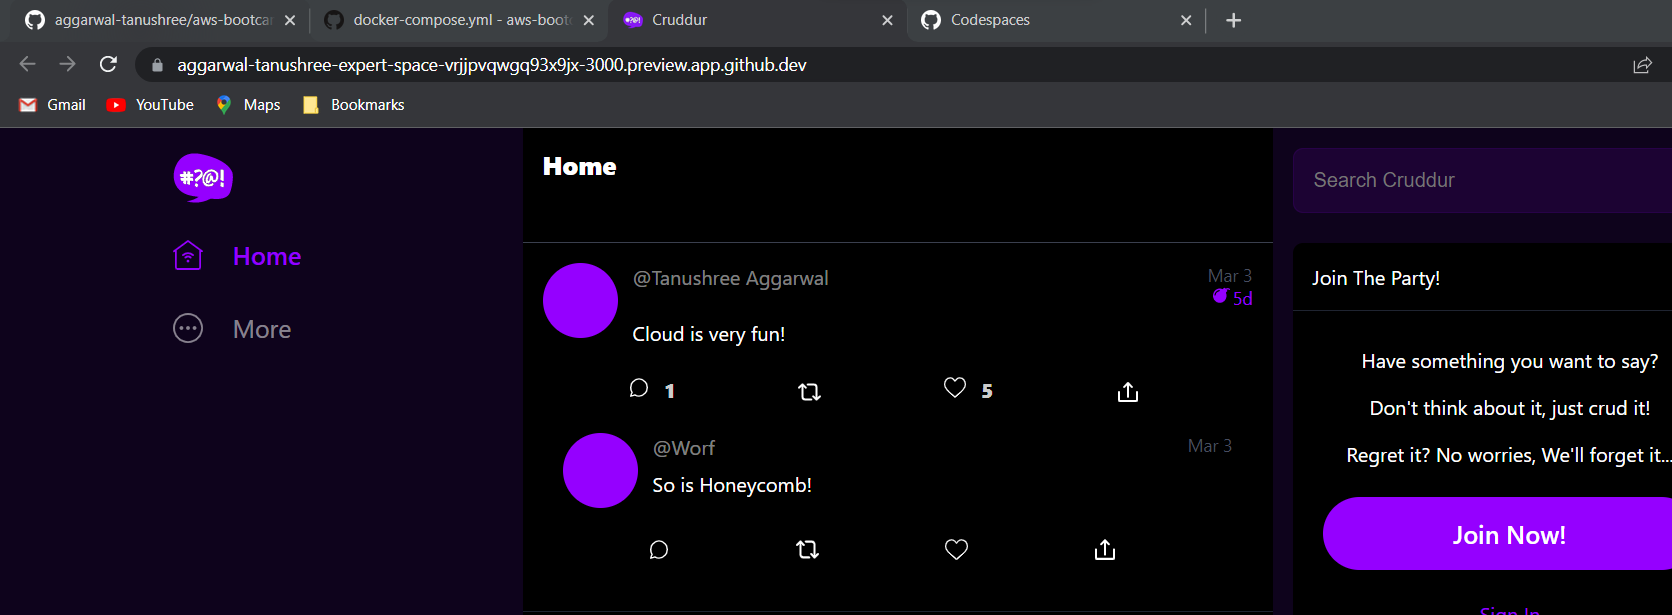 aggarwal-tanushree/aws-bootcar
docker-compose.yml - aws-boot
Cruddur
Codespaces
aggarwal-tanushree-expert-space-vrjjpvqwgq93x9jx-3000.preview.app.github.dev
Gmail
YouTube
Maps
Bookmarks
#?@!
Home
More
Home
@Tanushree Aggarwal
Mar 3
5d
Cloud is very fun!
1
5
@Worf
Mar 3
So is Honeycomb!
Search Cruddur
Join The Party!
Have something you want to say?
Don't think about it, just crud it!
Regret it? No worries, We'll forget it...
Join Now!
Sign In